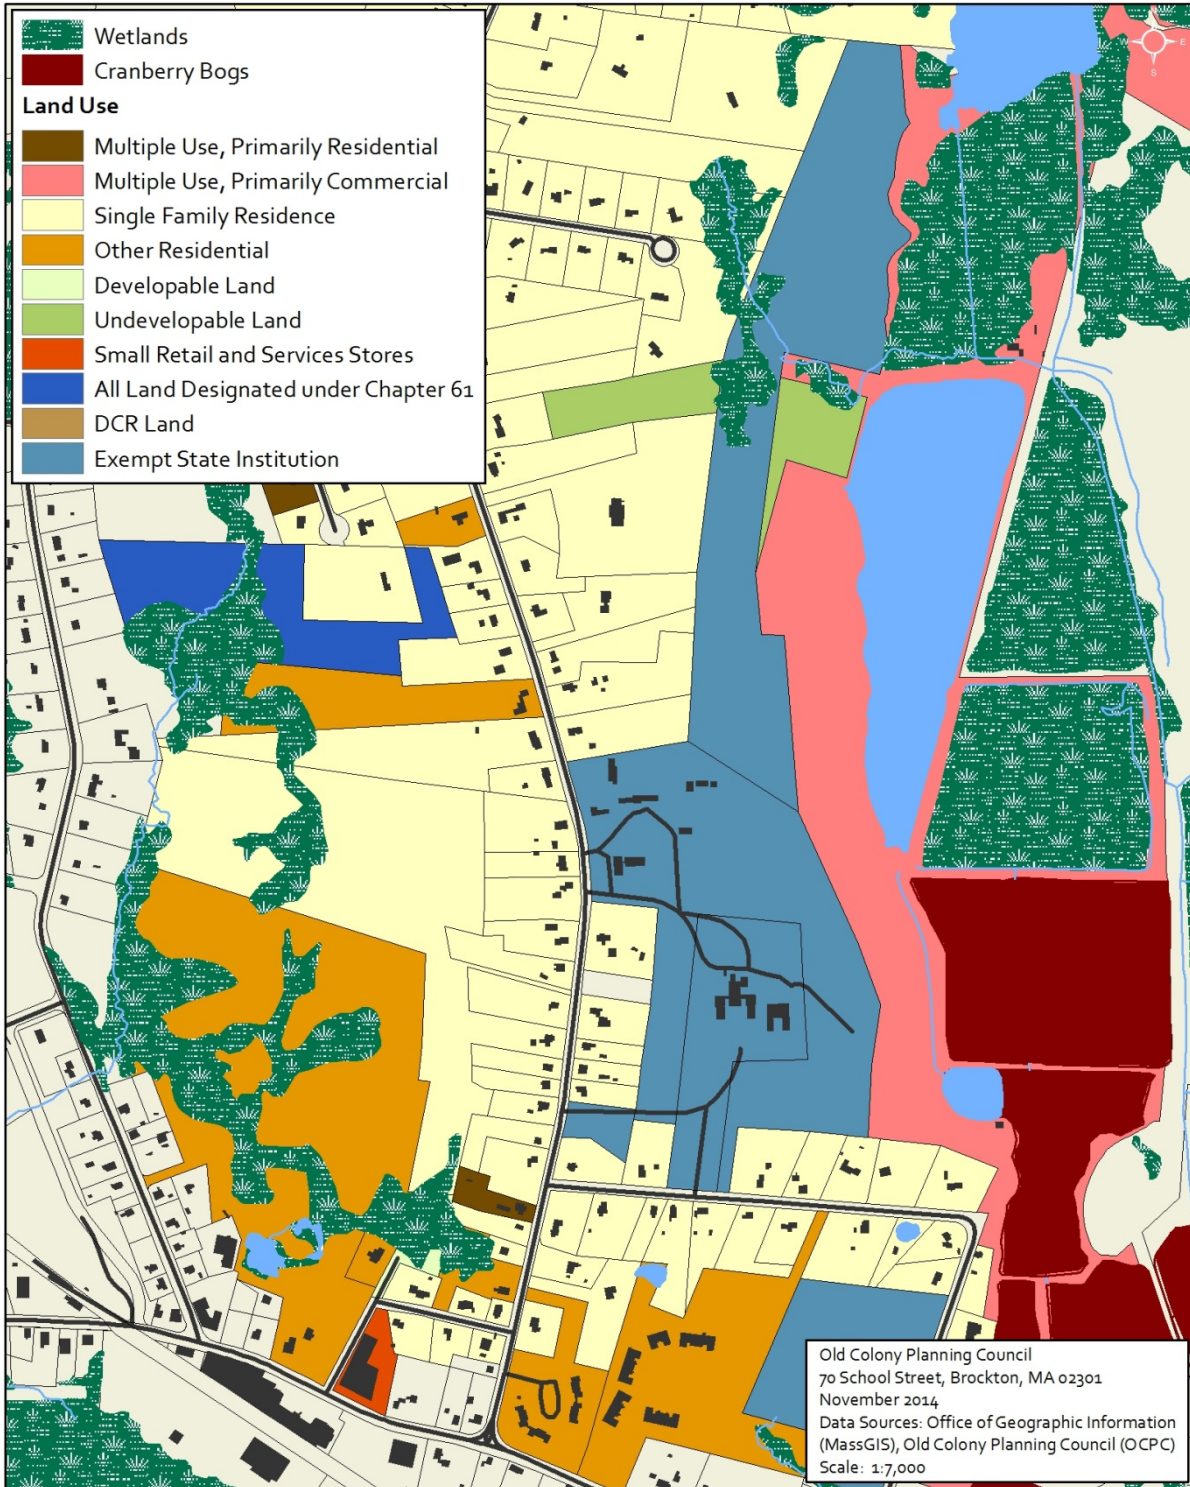 Wetlands
Cranberry Bogs
Land Use
Multiple Use, Primarily Residential
Multiple Use, Primarily Commercial
Single Family Residence
Other Residential
Developable Land
Undevelopable Land
Small Retail and Services Stores
All Land Designated under Chapter 61
DCR Land
Exempt State Institution
W E
S
Old Colony Planning Council
70 School Street, Brockton, MA 02301
November 2014
Data Sources: Office of Geographic Information
(MassGIS), Old Colony Planning Council (OCPC)
Scale: 1:7,000